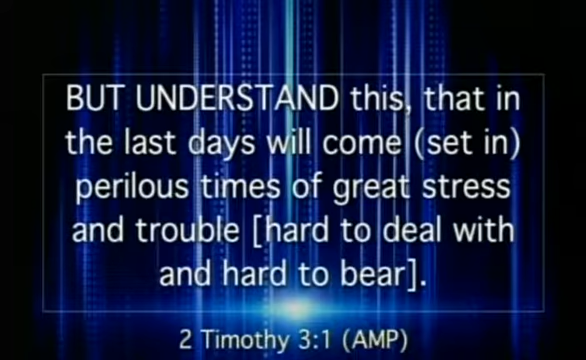 BUT UNDERSTAND this, that in
the last days will come (set in)
perilous times of great stress
and trouble [hard to deal with
and hard to bear].
2 Timothy 3:1 (AMP)